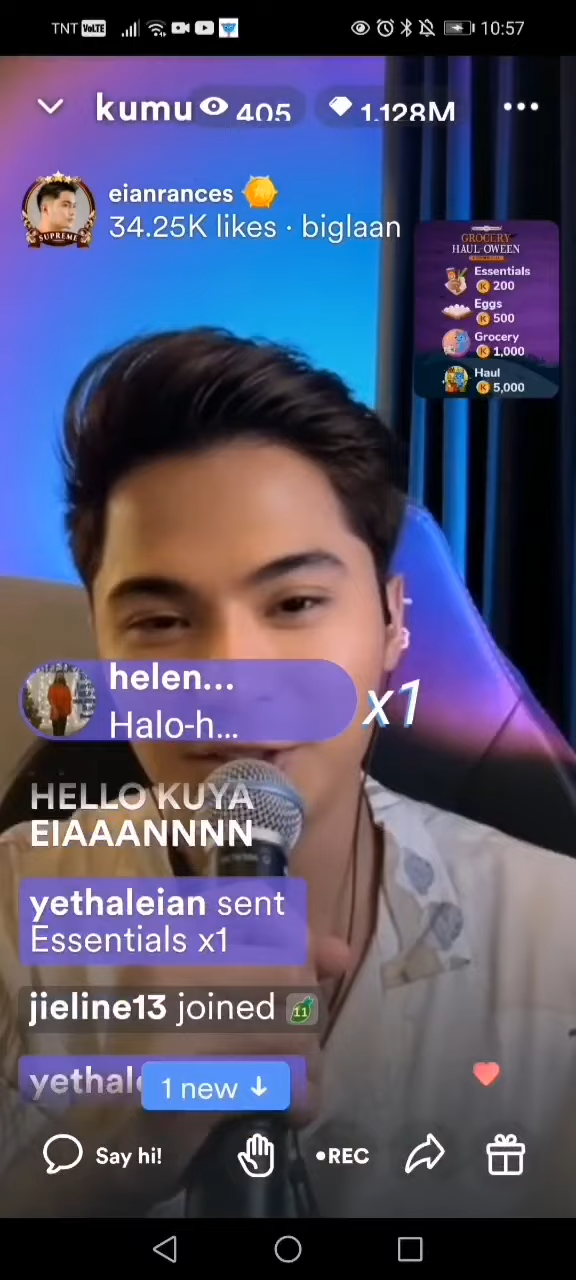 TNT VoLTE 10:57
kumu 405 1.128M
eianrances
34.25K likes · biglaan
SUPREME
GROCERY
HAUL-OWEEN
Essentials
200
Eggs
500
Grocery
1,000
Haul
5,000
helen...
Halo-h...
x1
HELLO KUYA
EIAAANNNN
yethaleian sent
Essentials x1
jieline13 joined 11
yethal
1 new ↓
Say hi! •REC